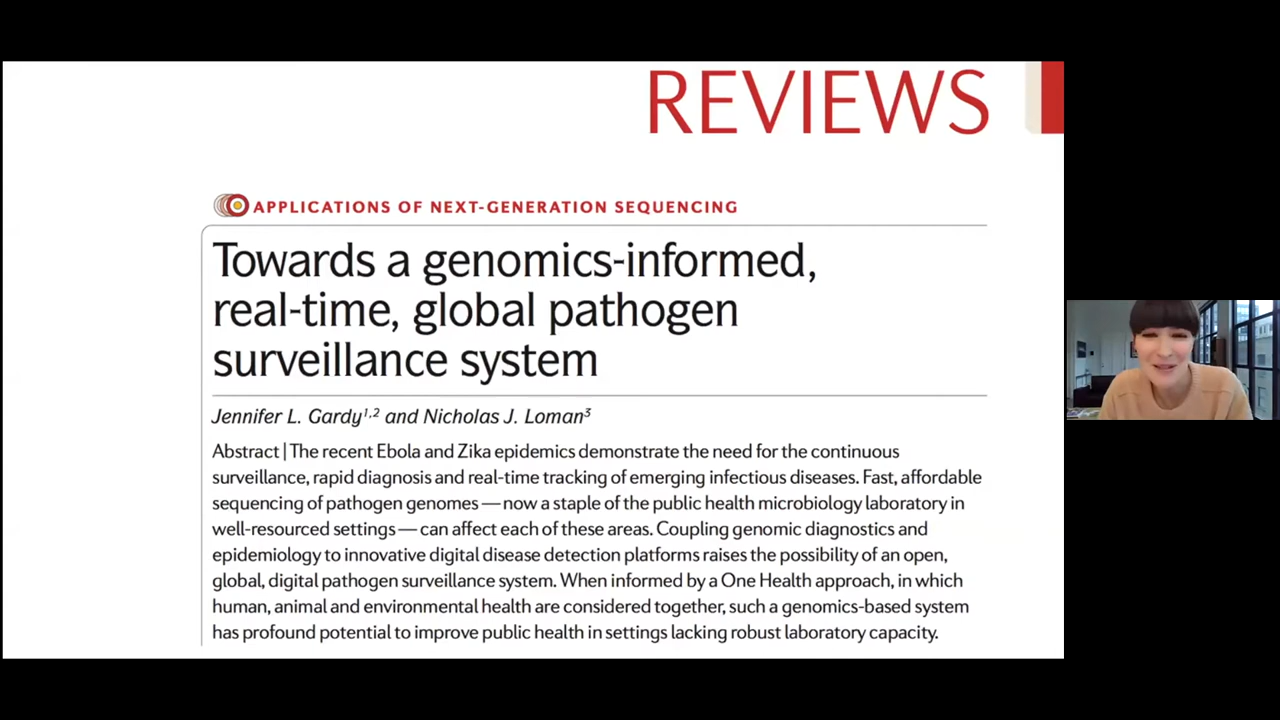 REVIEWS
APPLICATIONS OF NEXT-GENERATION SEQUENCING
Towards a genomics-informed,
real-time, global pathogen
surveillance system
Jennifer L. Gardy1,2 and Nicholas J. Loman3
Abstract | The recent Ebola and Zika epidemics demonstrate the need for the continuous
surveillance, rapid diagnosis and real-time tracking of emerging infectious diseases. Fast, affordable
sequencing of pathogen genomes — now a staple of the public health microbiology laboratory in
well-resourced settings — can affect each of these areas. Coupling genomic diagnostics and
epidemiology to innovative digital disease detection platforms raises the possibility of an open,
global, digital pathogen surveillance system. When informed by a One Health approach, in which
human, animal and environmental health are considered together, such a genomics-based system
has profound potential to improve public health in settings lacking robust laboratory capacity.